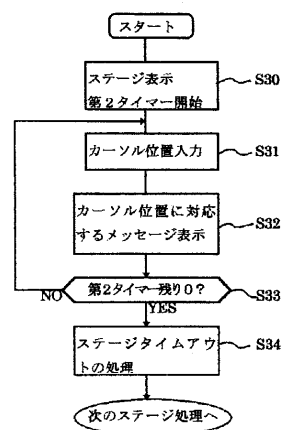 スタート
ステージ表示
第2タイマー開始
S30
カーソル位置入力
S31
カーソル位置に対応
するメッセージ表示
S32
第2タイマー残り0?
S33
NO
YES
ステージタイムアウ
トの処理
S34
次のステージ処理へ